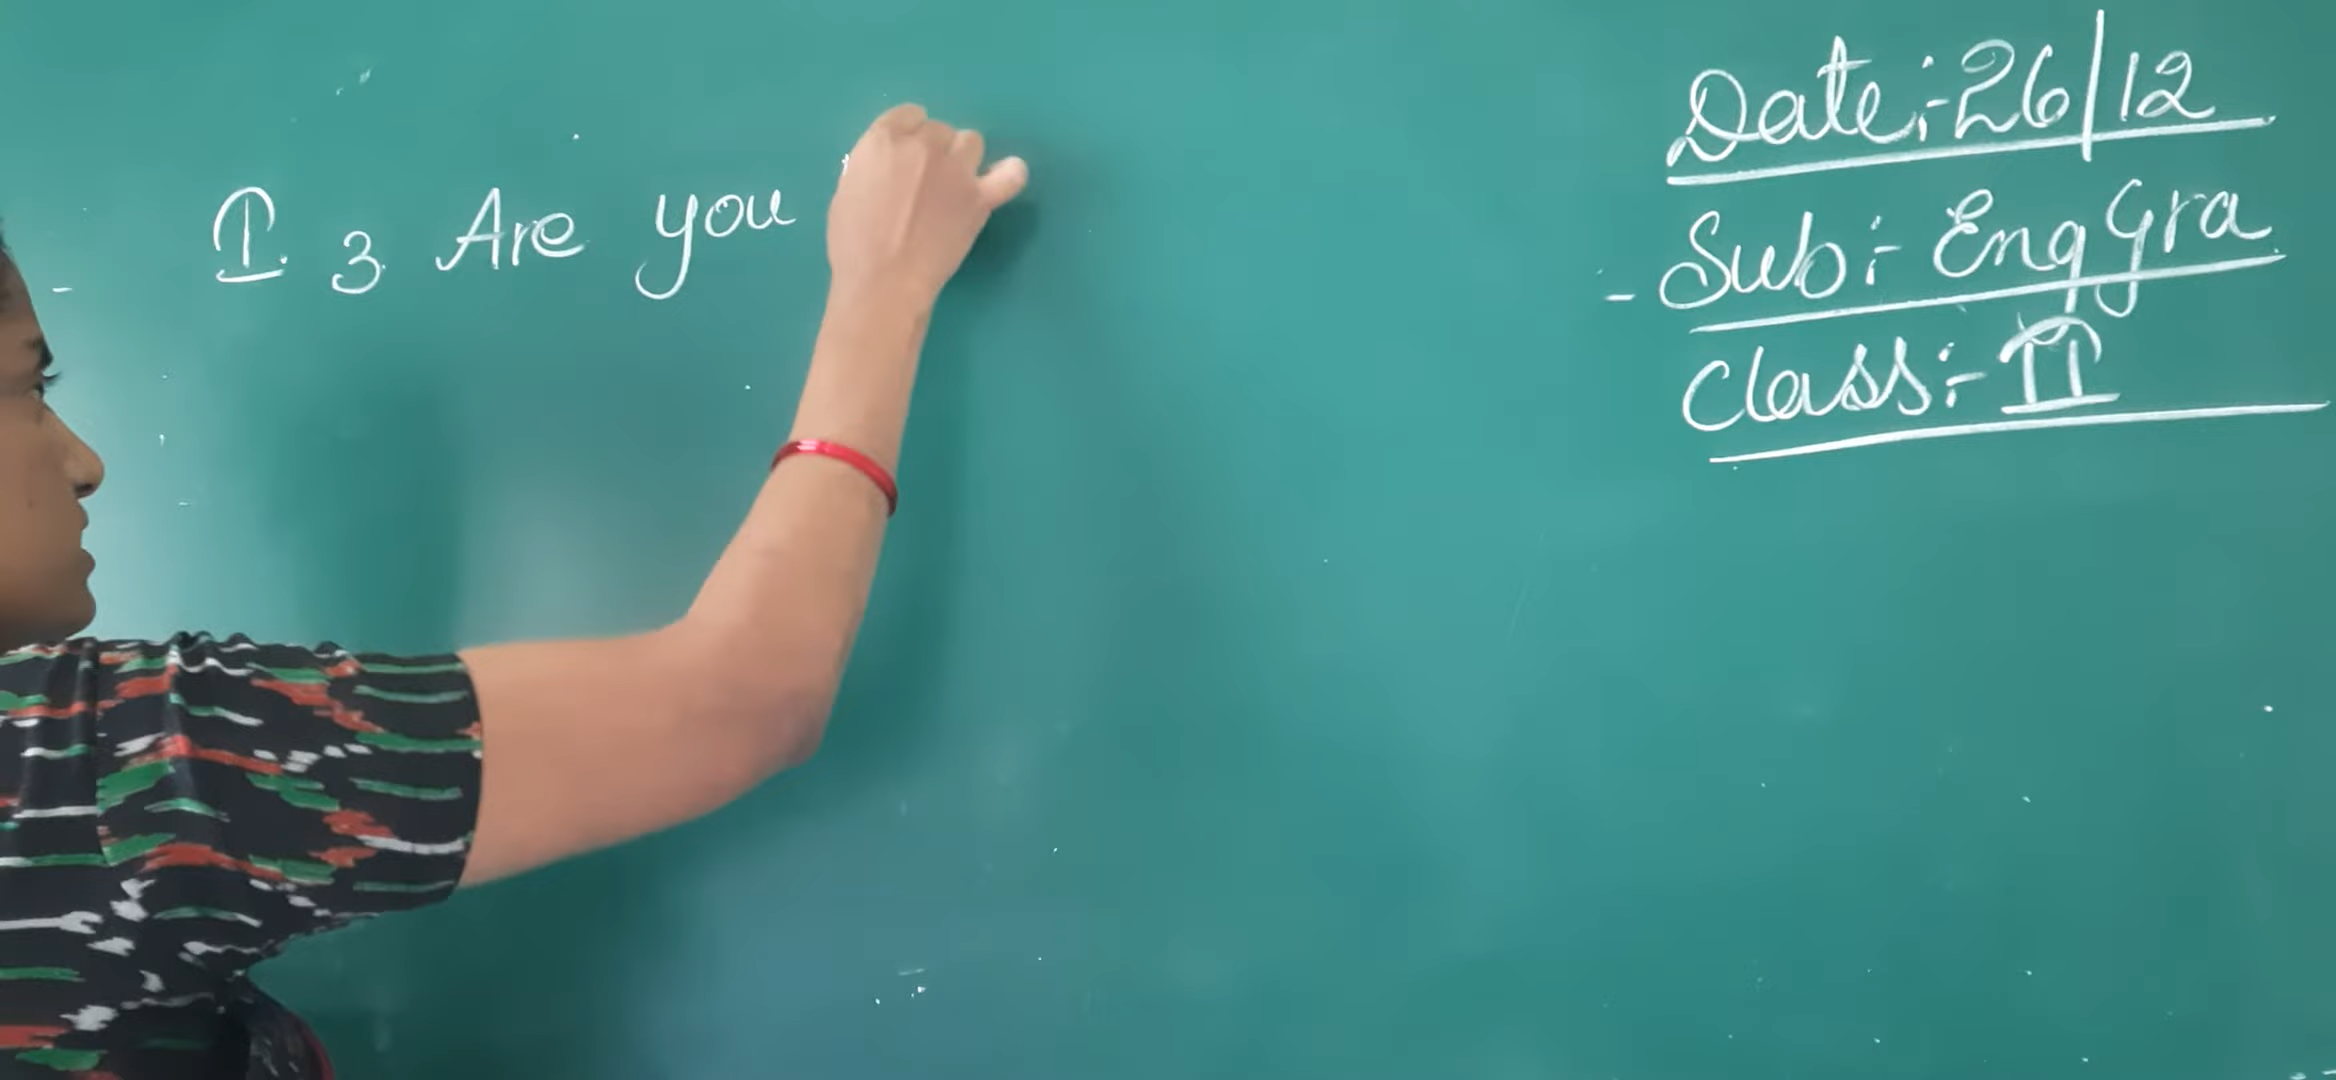 I. 3. Are you
Date:-26/12
Sub:- Eng Gra
Class:- II